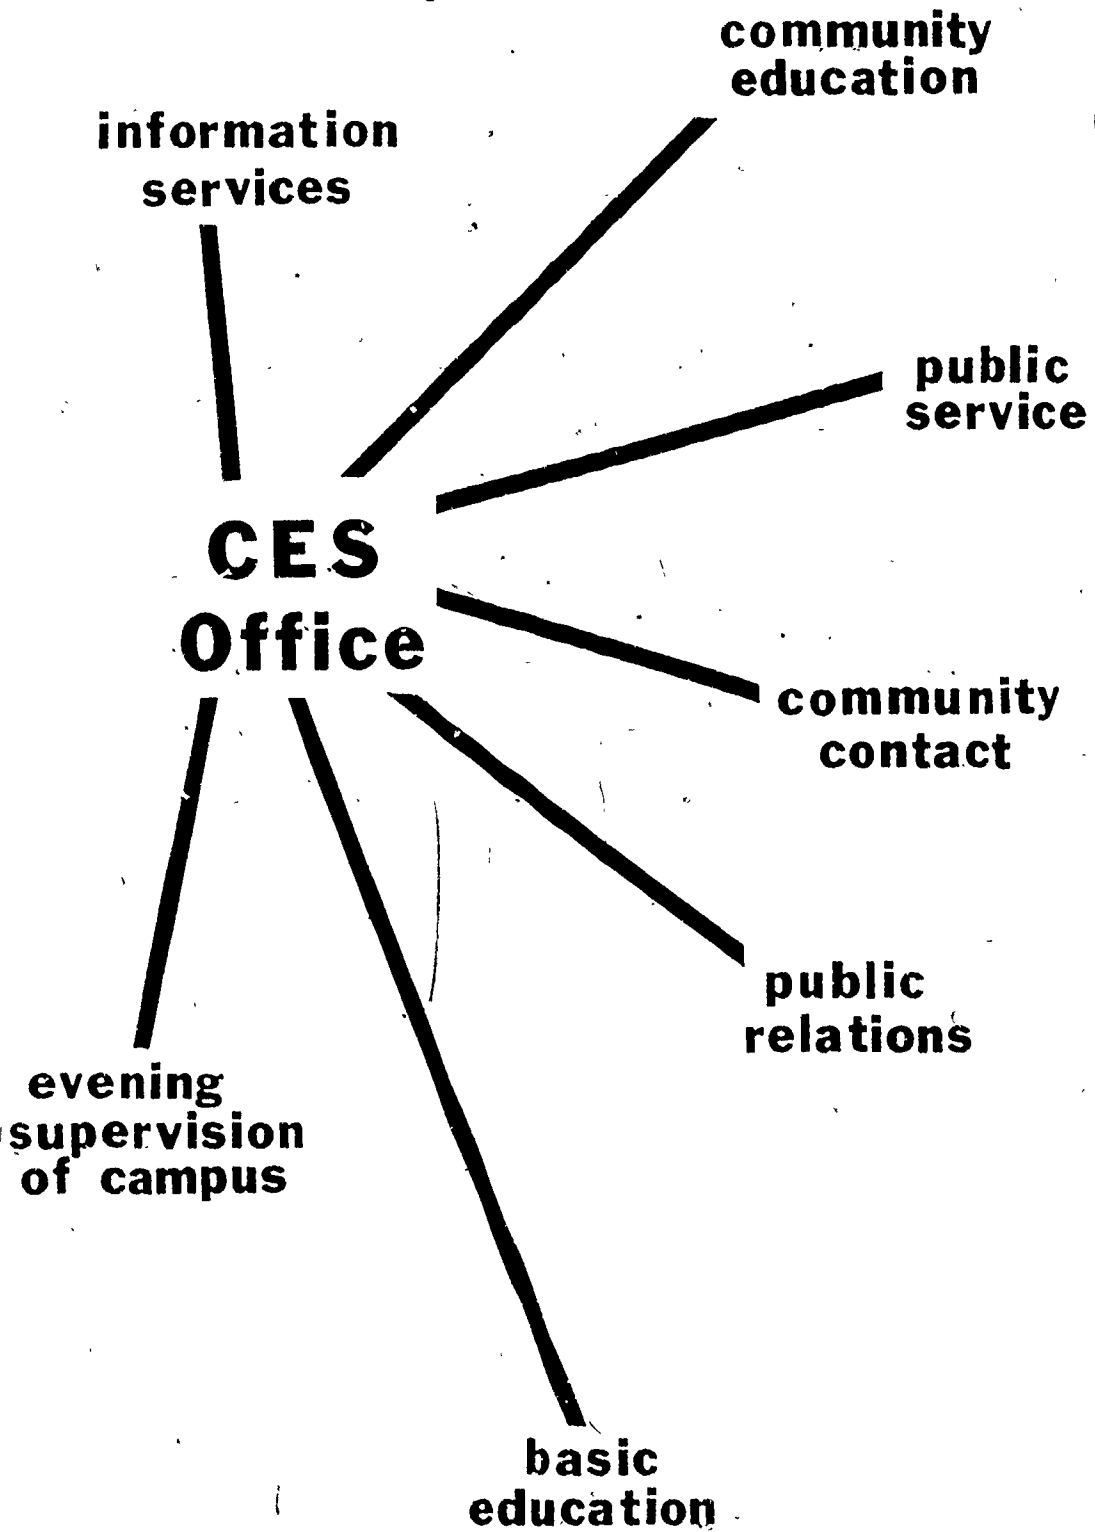 community
education
information
services
public
service
CES
Office
community
contact
public
relations
evening
supervision
of campus
basic
education